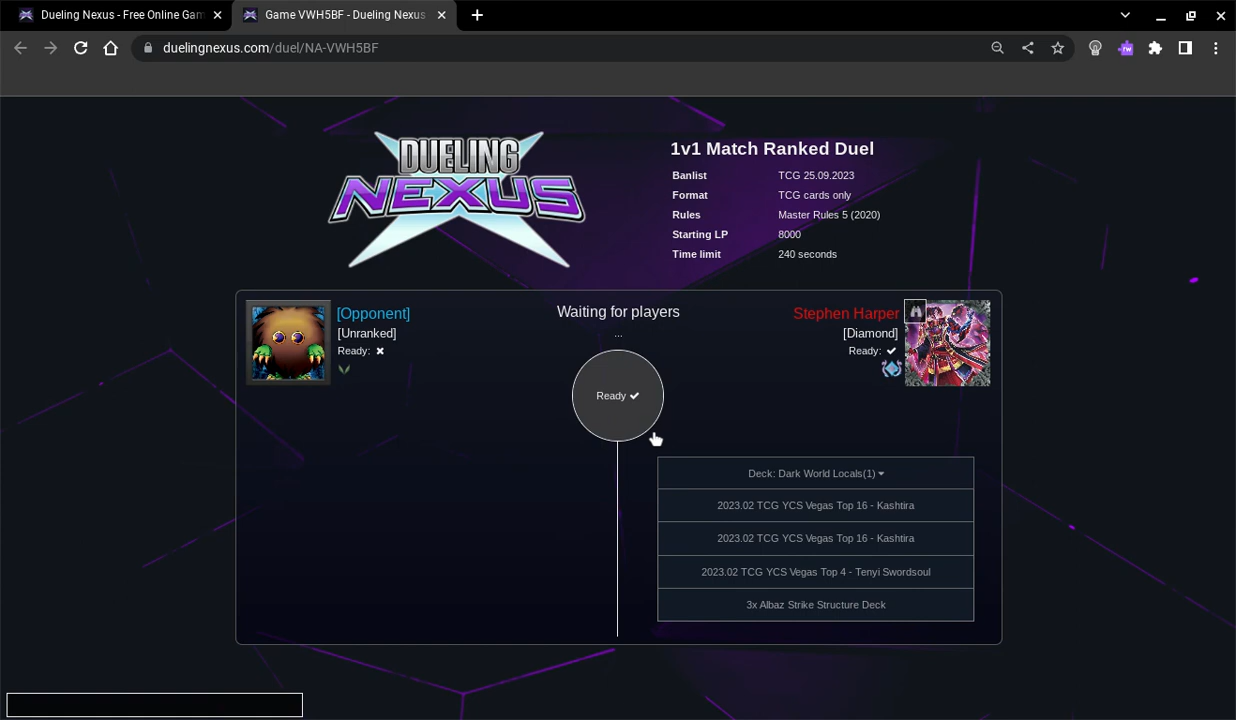 Dueling Nexus - Free Online Gam
Game VWH5BF - Dueling Nexus
duelingnexus.com/duel/NA-VWH5BF
rw
DUELING
NEXUS
1v1 Match Ranked Duel
Banlist TCG 25.09.2023
Format TCG cards only
Rules Master Rules 5 (2020)
Starting LP 8000
Time limit 240 seconds
[Opponent] Waiting for players Stephen Harper
[Unranked] ... [Diamond]
Ready: Ready:
Ready
Deck: Dark World Locals(1)
2023.02 TCG YCS Vegas Top 16 - Kashtira
2023.02 TCG YCS Vegas Top 16 - Kashtira
2023.02 TCG YCS Vegas Top 4 - Tenyi Swordsoul
3x Albaz Strike Structure Deck